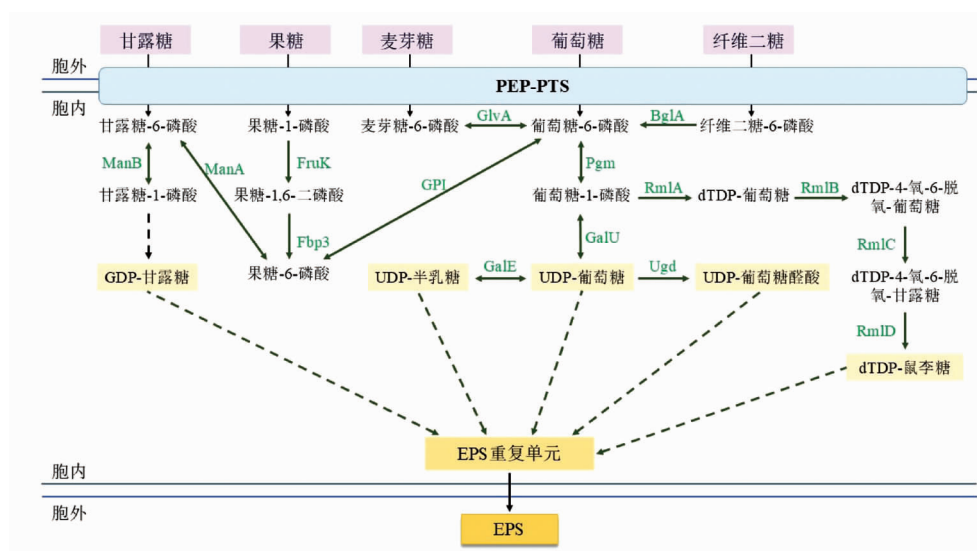 甘露糖
果糖
麦芽糖
葡萄糖
纤维二糖
胞外
PEP-PTS
胞内
甘露糖-6-磷酸
果糖-1-磷酸
麦芽糖-6-磷酸
GlvA
葡萄糖-6-磷酸
BglA
纤维二糖-6-磷酸
ManB
ManA
FruK
GPI
Pgm
甘露糖-1-磷酸
果糖-1,6-二磷酸
葡萄糖-1-磷酸
RmlA
dTDP-葡萄糖
RmlB
dTDP-4-氧-6-脱
氧-葡萄糖
Fbp3
GalU
RmlC
GDP-甘露糖
果糖-6-磷酸
UDP-半乳糖
GalE
UDP-葡萄糖
Ugd
UDP-葡萄糖醛酸
dTDP-4-氧-6-脱
氧-甘露糖
RmlD
dTDP-鼠李糖
EPS重复单元
胞内
胞外
EPS